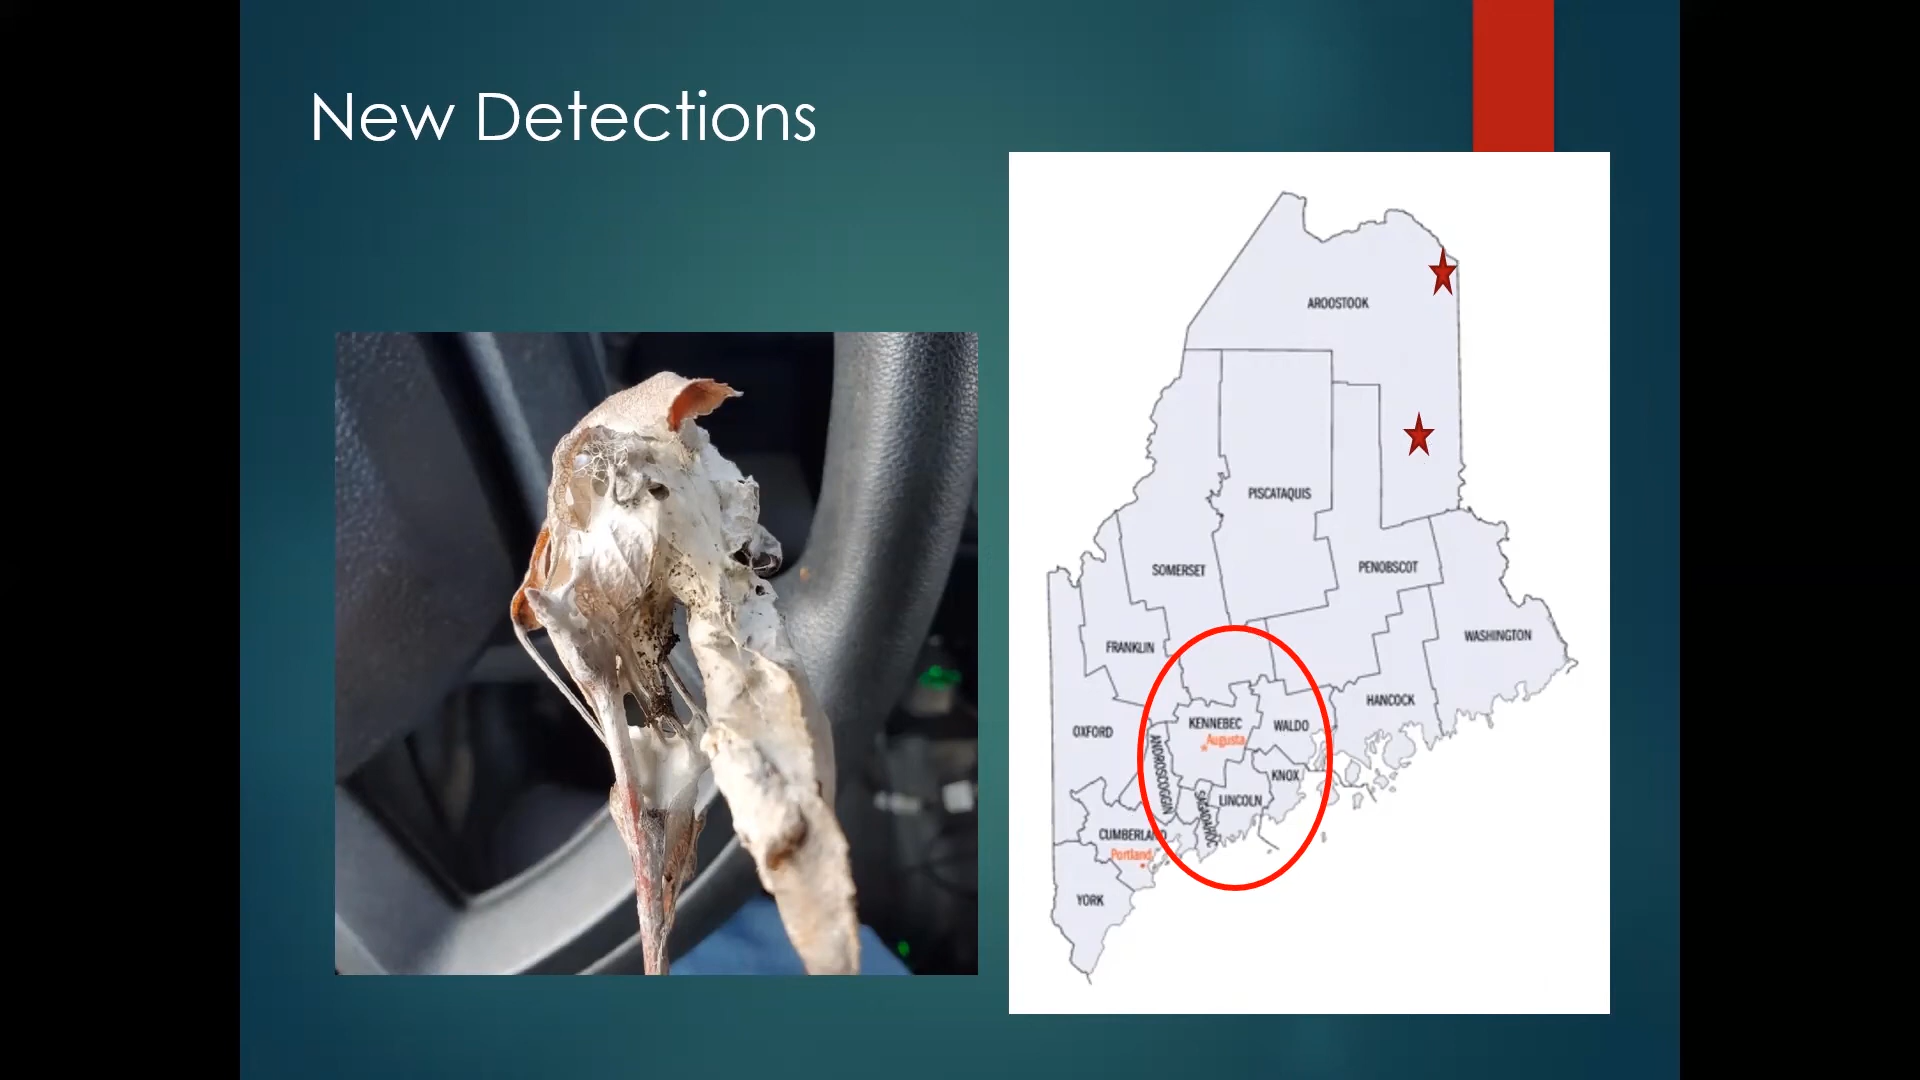 New Detections
AROOSTOOK
PISCATAQUIS
SOMERSET
PENOBSCOT
FRANKLIN
WASHINGTON
OXFORD
KENNEBEC
Augusta
WALDO
HANCOCK
ANDROSCOGGIN
KNOX
SAGADAHOC
LINCOLN
CUMBERLAND
Portland
YORK